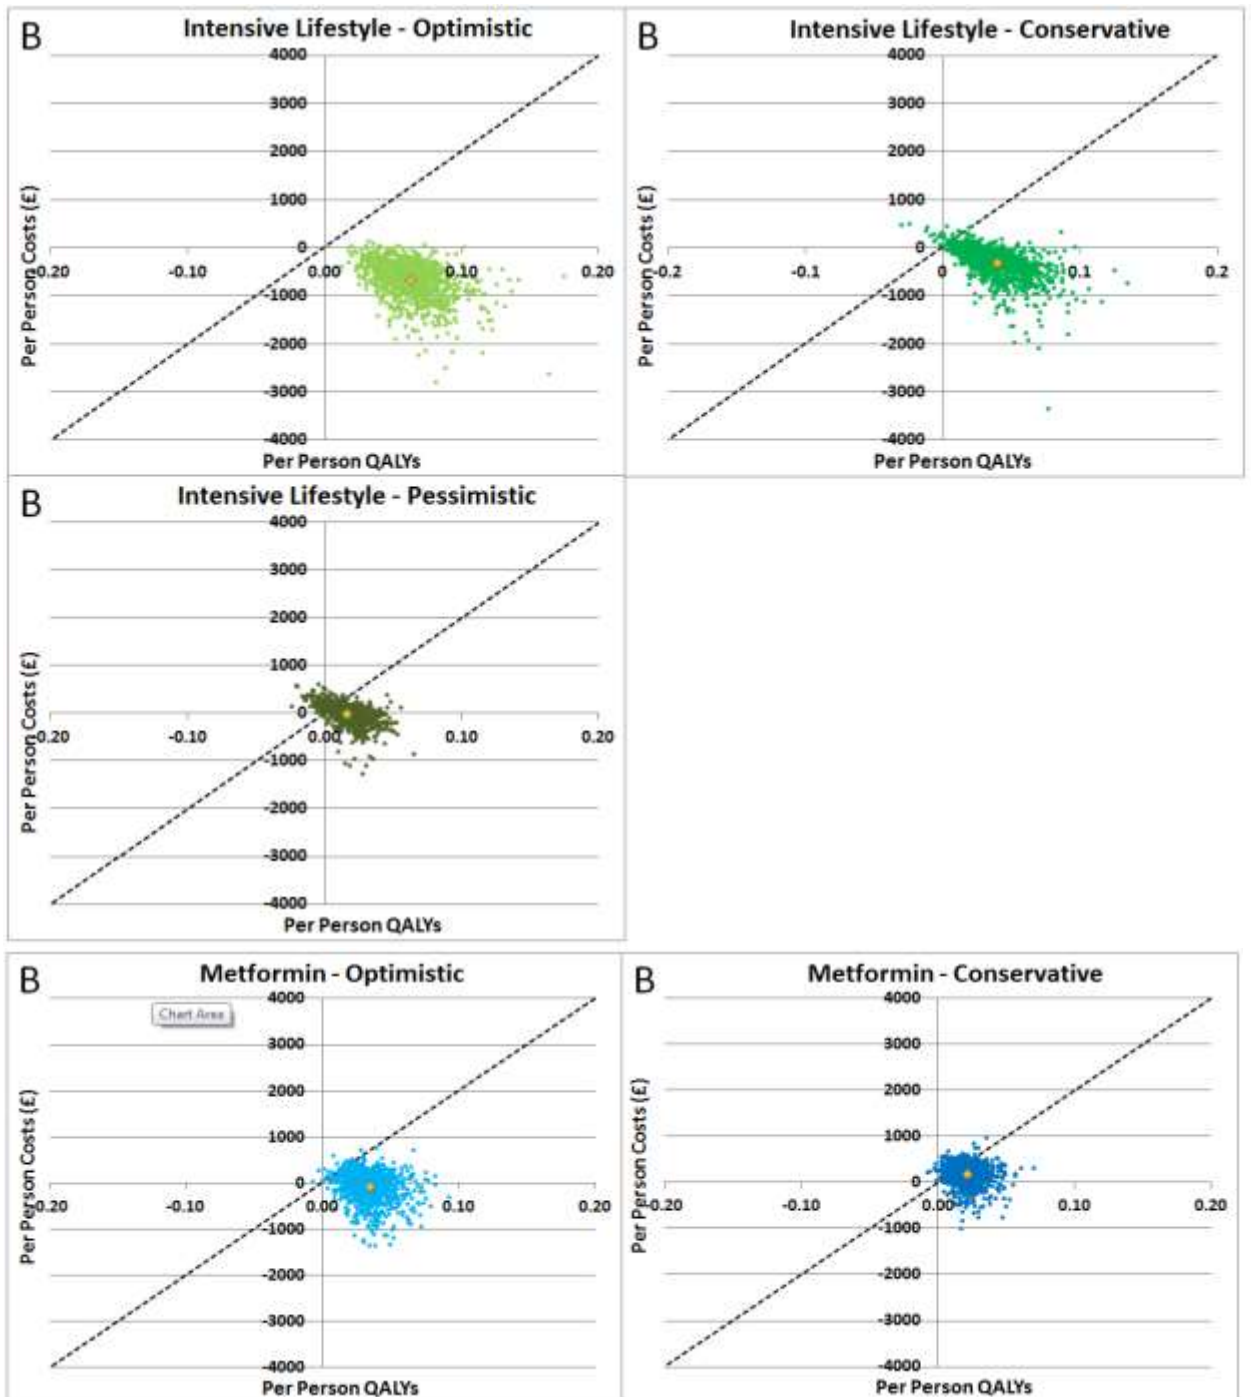 B Intensive Lifestyle - Optimistic
4000
3000
2000
1000
0
-0.20 -0.10 0.00 0.10 0.20
-1000
-2000
-3000
-4000
Per Person Costs (£)
Per Person QALYs
B Intensive Lifestyle - Conservative
4000
3000
2000
1000
0
-0.2 -0.1 0 0.1 0.2
-1000
-2000
-3000
-4000
Per Person Costs (£)
Per Person QALYs
B Intensive Lifestyle - Pessimistic
4000
3000
2000
1000
0
-0.20 -0.10 0.00 0.10 0.20
-1000
-2000
-3000
-4000
Per Person Costs (£)
Per Person QALYs
B Metformin - Optimistic
Chart Area
4000
3000
2000
1000
0
-0.20 -0.10 0.00 0.10 0.20
-1000
-2000
-3000
-4000
Per Person Costs (£)
Per Person QALYs
B Metformin - Conservative
4000
3000
2000
1000
0
-0.20 -0.10 0.00 0.10 0.20
-1000
-2000
-3000
-4000
Per Person Costs (£)
Per Person QALYs